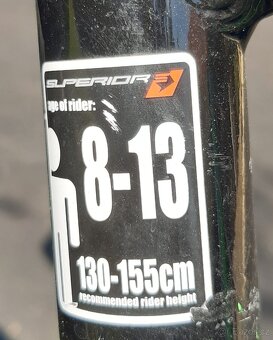 SUPERIOR
age of rider:
8-13
130-155cm
recommended rider height